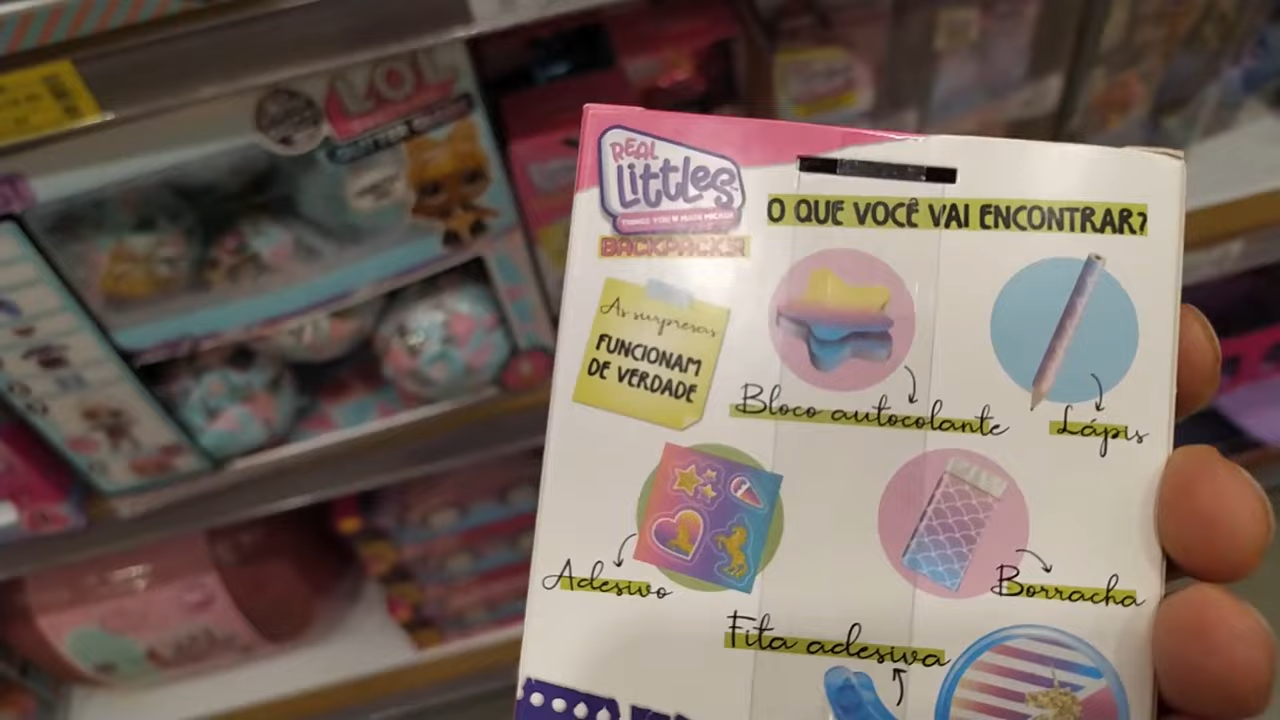 REAL
Littles
BACKPACKS!
O QUE VOCÊ VAI ENCONTRAR?
As surpresas
FUNCIONAM
DE VERDADE
Bloco autocolante
Lápis
Adesivo
Borracha
Fita adesiva
LOL